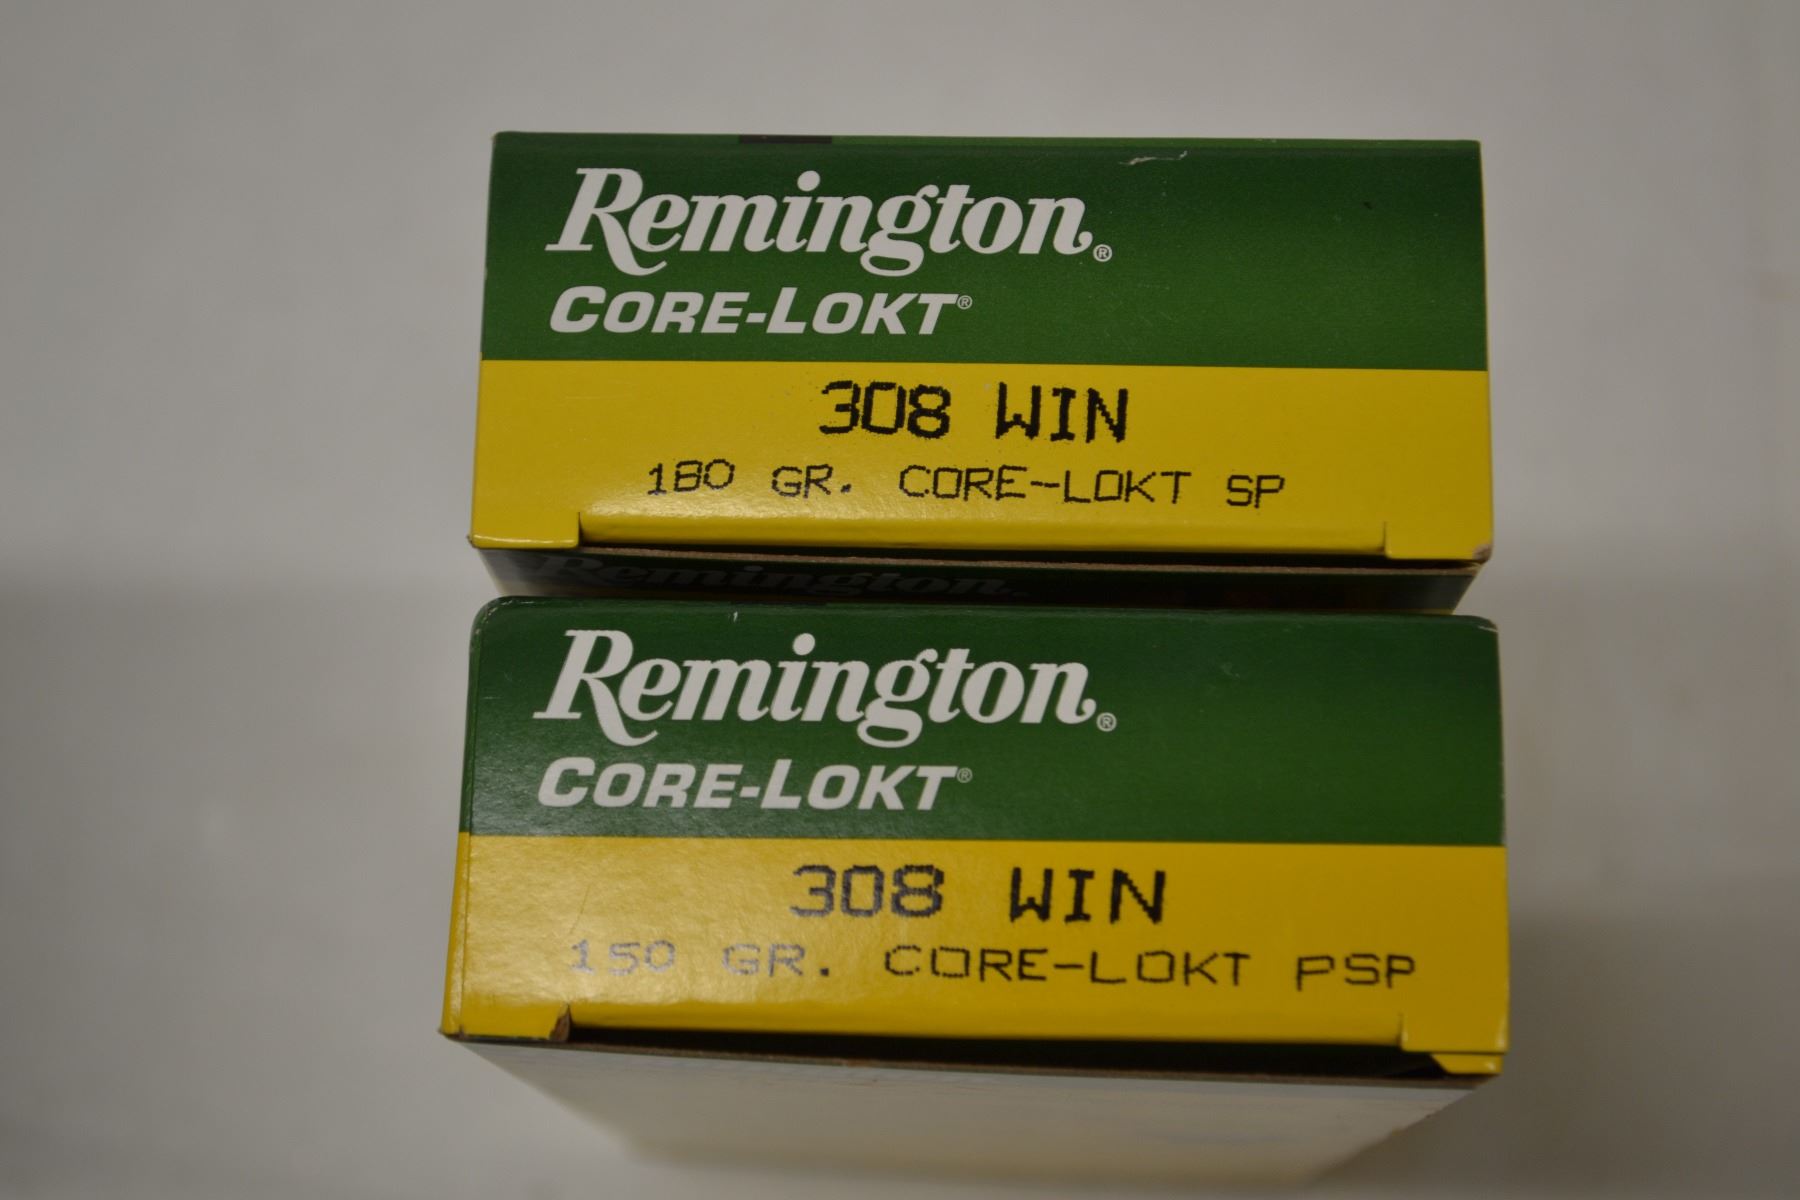 Remington®
CORE-LOKT®
308 WIN
180 GR. CORE-LOKT SP
Remington.
Remington®
CORE-LOKT®
308 WIN
150 GR. CORE-LOKT PSP